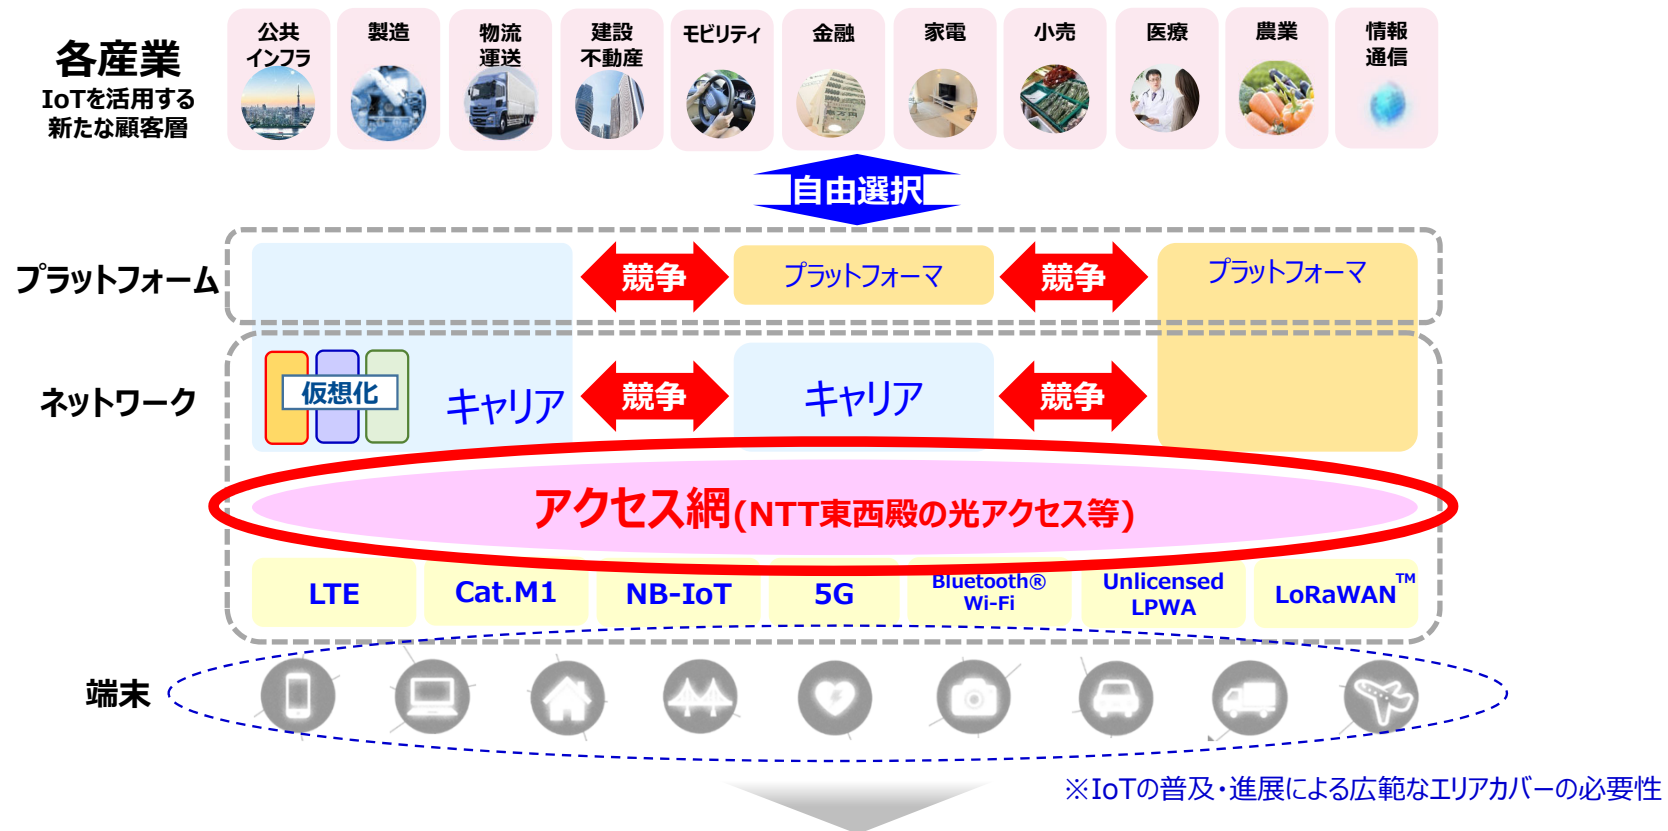 各産業
IoTを活用する
新たな顧客層
公共
インフラ
製造
物流
運送
建設
不動産
モビリティ
金融
家電
小売
医療
農業
情報
通信
自由選択
プラットフォーム
競争
プラットフォーマ
競争
プラットフォーマ
ネットワーク
仮想化
キャリア
競争
キャリア
競争
アクセス網(NTT東西殿の光アクセス等)
LTE
Cat.M1
NB-IoT
5G
Bluetooth®
Wi-Fi
Unlicensed
LPWA
LoRaWAN™
端末
※IoTの普及・進展による広範なエリアカバーの必要性